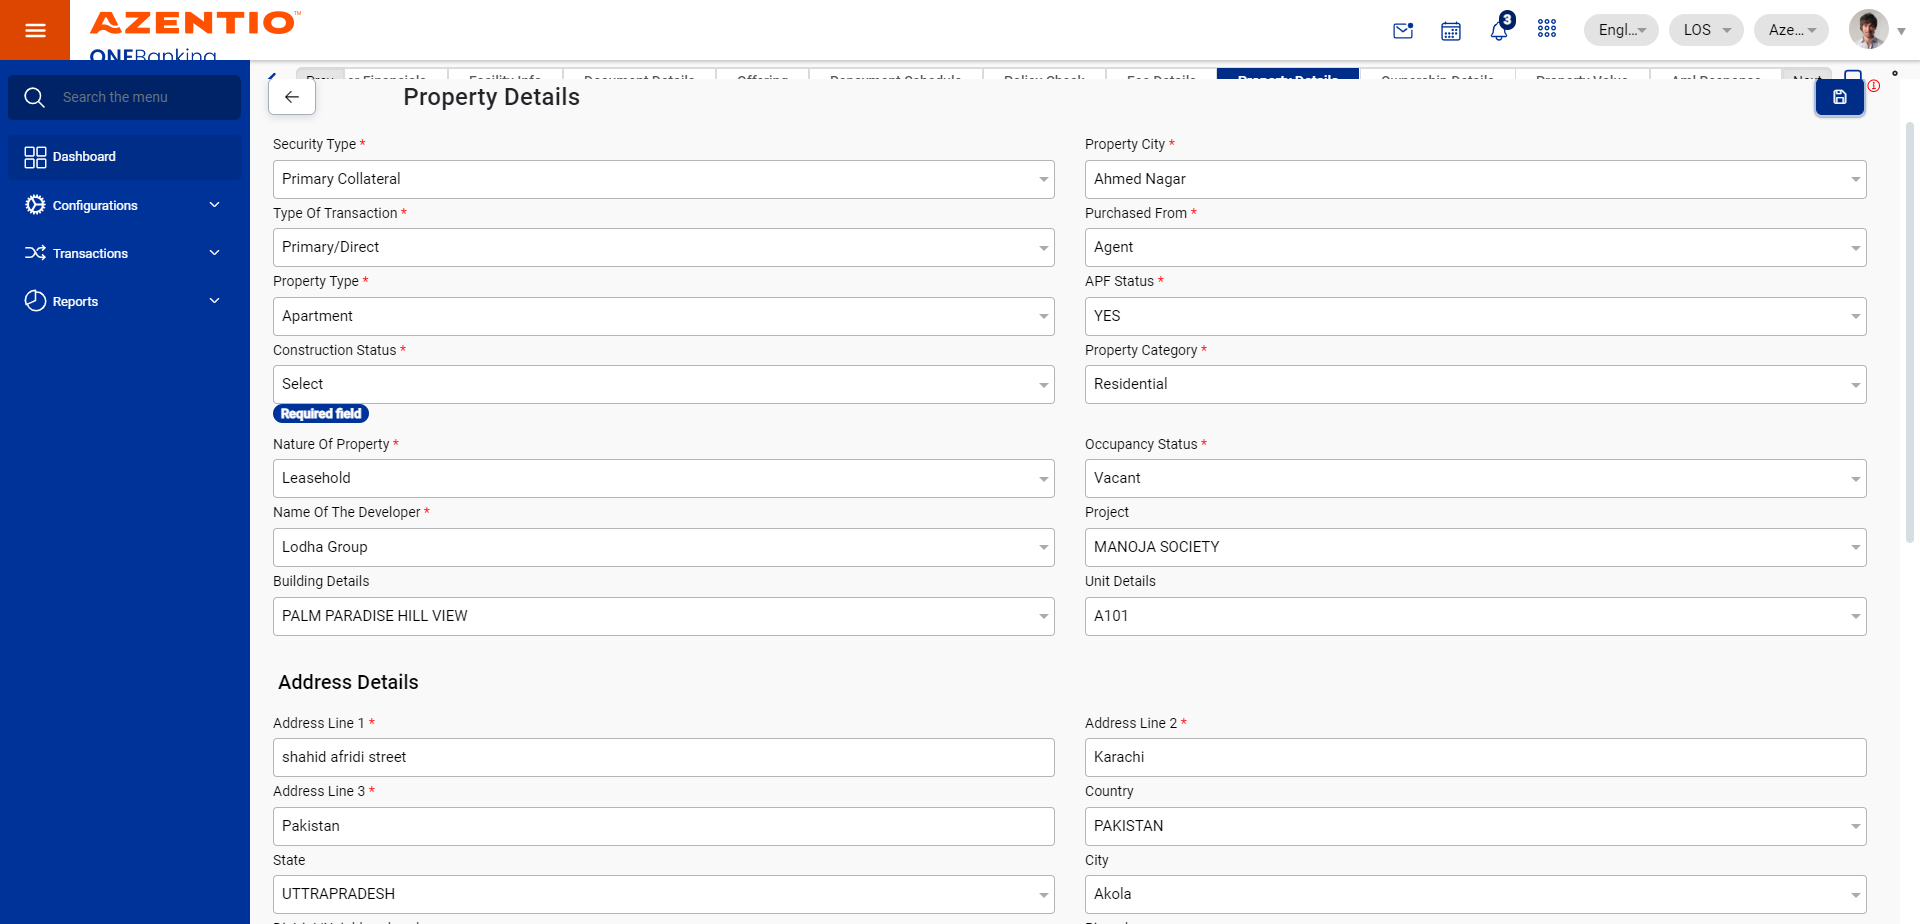 AZENTIO™
ONEBanking
3
Engl...
LOS
Aze...
Search the menu
Dashboard
Configurations
Transactions
Reports
Property Details
Property Details
Security Type *
Primary Collateral
Property City *
Ahmed Nagar
Type Of Transaction *
Primary/Direct
Purchased From *
Agent
Property Type *
Apartment
APF Status *
YES
Construction Status *
Select
Required field
Property Category *
Residential
Nature Of Property *
Leasehold
Occupancy Status *
Vacant
Name Of The Developer *
Lodha Group
Project
MANOJA SOCIETY
Building Details
PALM PARADISE HILL VIEW
Unit Details
A101
Address Details
Address Line 1 *
shahid afridi street
Address Line 2 *
Karachi
Address Line 3 *
Pakistan
Country
PAKISTAN
State
UTTRAPRADESH
City
Akola